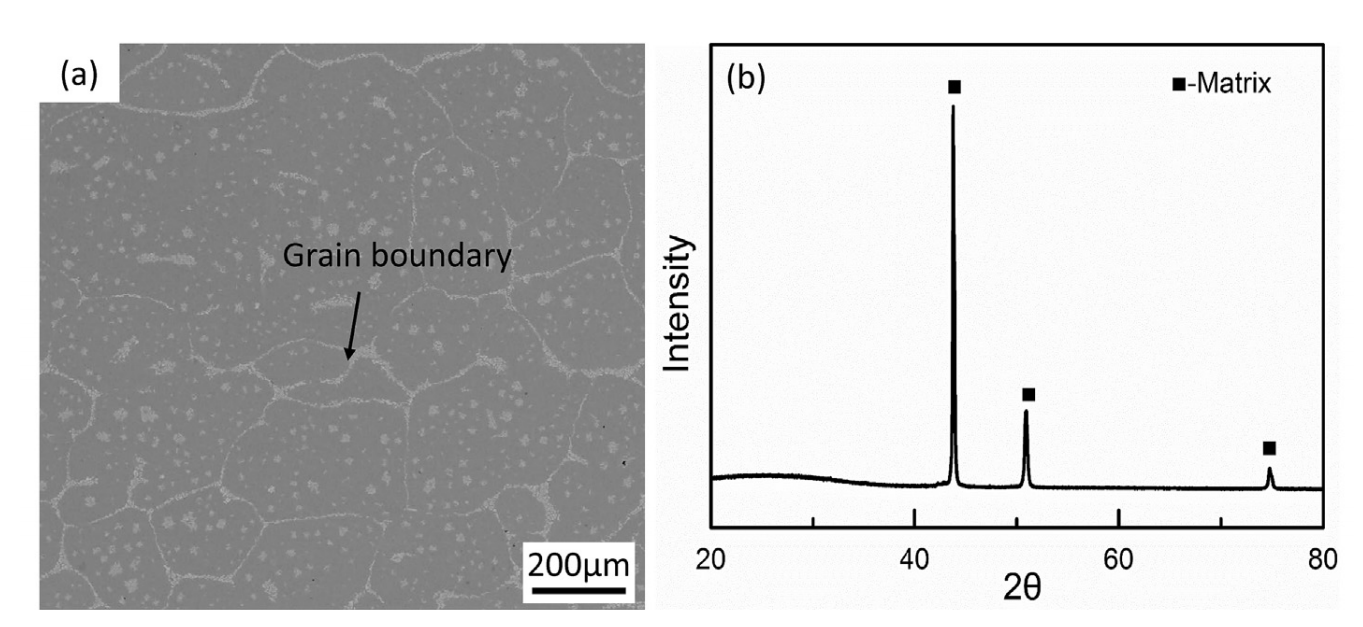 (a)
Grain boundary
200μm
(b)
■-Matrix
Intensity
20 40 60 80
2θ